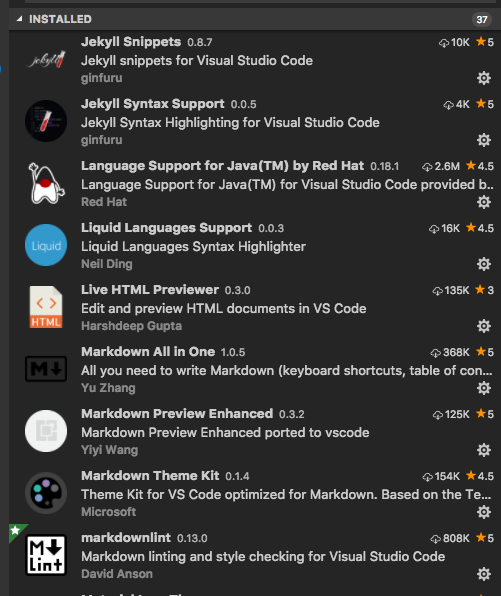 INSTALLED 37
Jekyll Snippets 0.8.7 10K 5
Jekyll snippets for Visual Studio Code
ginfuru
Jekyll Syntax Support 0.0.5 4K 5
Jekyll Syntax Highlighting for Visual Studio Code
ginfuru
Language Support for Java(TM) by Red Hat 0.18.1 2.6M 4.5
Language Support for Java(TM) for Visual Studio Code provided b...
Red Hat
Liquid Languages Support 0.0.3 16K 4.5
Liquid Languages Syntax Highlighter
Neil Ding
Live HTML Previewer 0.3.0 135K 3
Edit and preview HTML documents in VS Code
Harshdeep Gupta
Markdown All in One 1.0.5 368K 5
All you need to write Markdown (keyboard shortcuts, table of con...
Yu Zhang
Markdown Preview Enhanced 0.3.2 125K 5
Markdown Preview Enhanced ported to vscode
Yiyi Wang
Markdown Theme Kit 0.1.4 154K 4.5
Theme Kit for VS Code optimized for Markdown. Based on the Te...
Microsoft
markdownlint 0.13.0 808K 5
Markdown linting and style checking for Visual Studio Code
David Anson
jekyll
Liquid
HTML
M
M
Lint